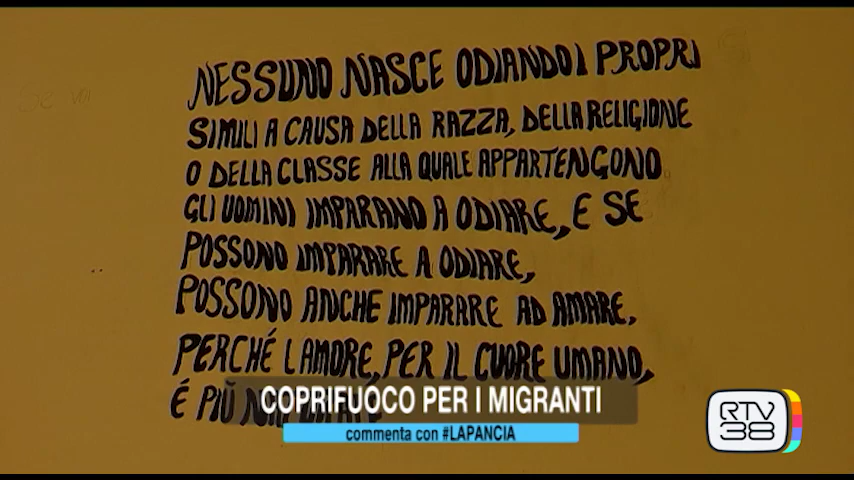 NESSUNO NASCE ODIANDO I PROPRI
SIMILI A CAUSA DELLA RAZZA, DELLA RELIGIONE
O DELLA CLASSE ALLA QUALE APPARTENGONO
GLI UOMINI IMPARANO A ODIARE, E SE
POSSONO IMPARARE A ODIARE,
POSSONO ANCHE IMPARARE AD AMARE,
PERCHÉ L'AMORE, PER IL CUORE UMANO,
É PIÙ
COPRIFUOCO PER I MIGRANTI
commenta con #LAPANCIA
RTV
38